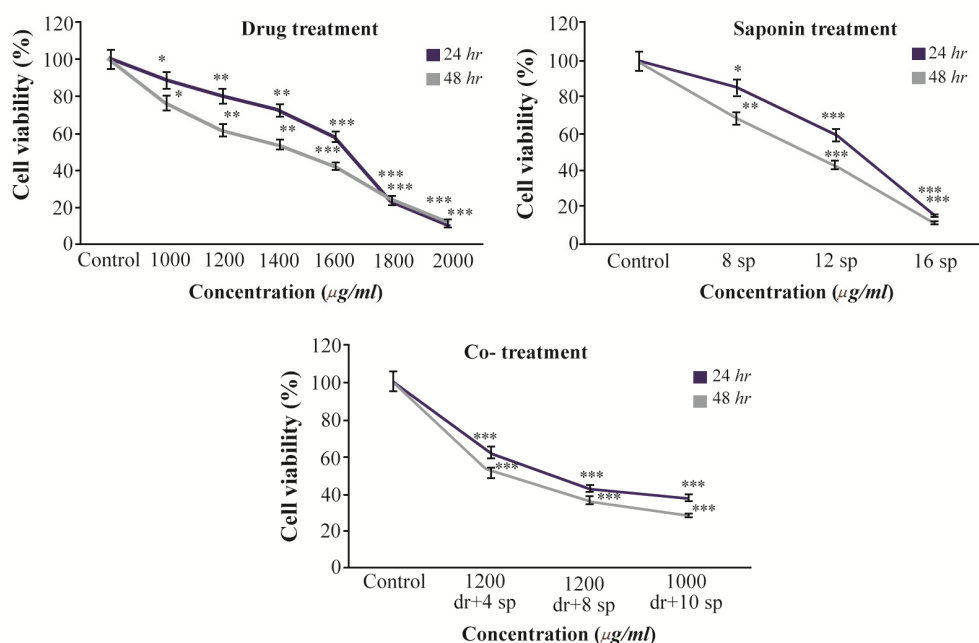 Drug treatment
24 hr
48 hr
Cell viability (%)
120
100
80
60
40
20
0
*
**
**
***
***
***
*
**
**
***
***
***
Control 1000 1200 1400 1600 1800 2000
Concentration (µg/ml)
Saponin treatment
24 hr
48 hr
Cell viability (%)
120
100
80
60
40
20
0
*
***
***
**
***
***
Control 8 sp 12 sp 16 sp
Concentration (µg/ml)
Co- treatment
24 hr
48 hr
Cell viability (%)
120
100
80
60
40
20
0
***
***
***
***
***
***
Control 1200 1200 1000
dr+4 sp dr+8 sp dr+10 sp
Concentration (µg/ml)